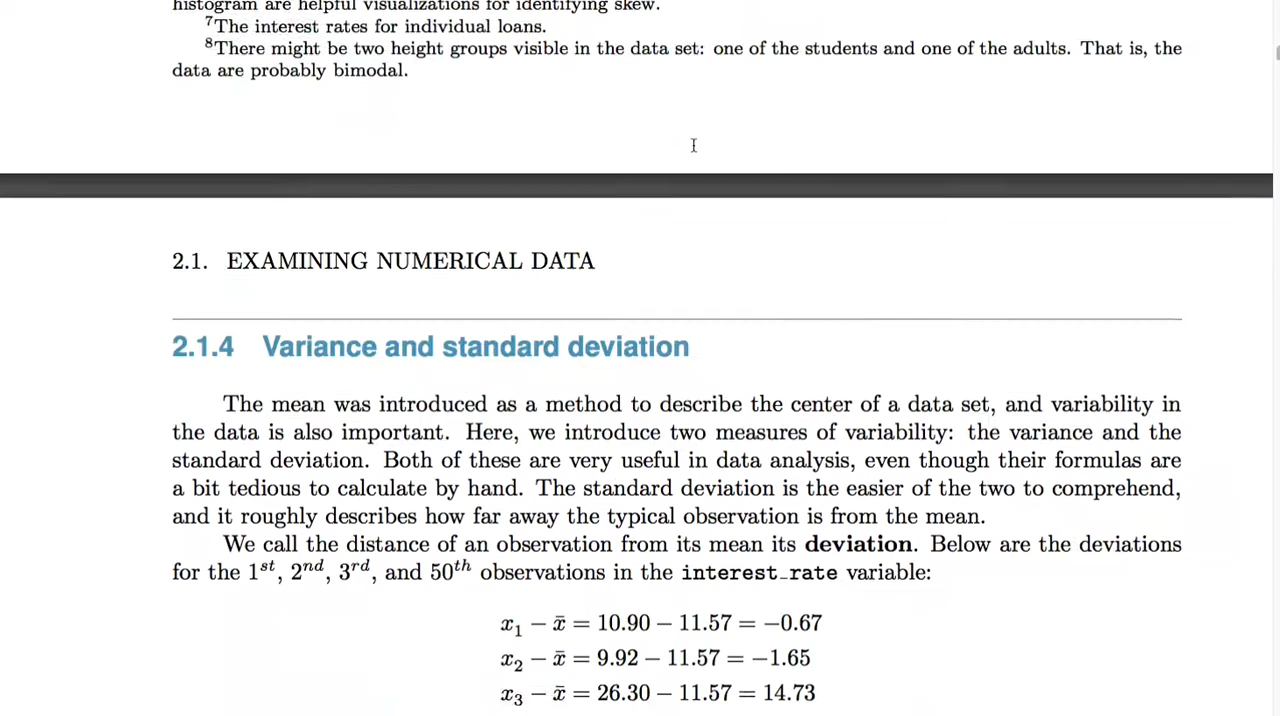 histogram are helpful visualizations for identifying skew.
⁷The interest rates for individual loans.
⁸There might be two height groups visible in the data set: one of the students and one of the adults. That is, the
data are probably bimodal.
2.1. EXAMINING NUMERICAL DATA
2.1.4 Variance and standard deviation
The mean was introduced as a method to describe the center of a data set, and variability in
the data is also important. Here, we introduce two measures of variability: the variance and the
standard deviation. Both of these are very useful in data analysis, even though their formulas are
a bit tedious to calculate by hand. The standard deviation is the easier of the two to comprehend,
and it roughly describes how far away the typical observation is from the mean.
We call the distance of an observation from its mean its deviation. Below are the deviations
for the 1ˢᵗ, 2ⁿᵈ, 3ʳᵈ, and 50ᵗʰ observations in the interest_rate variable:
x₁ − x̄ = 10.90 − 11.57 = −0.67
x₂ − x̄ = 9.92 − 11.57 = −1.65
x₃ − x̄ = 26.30 − 11.57 = 14.73